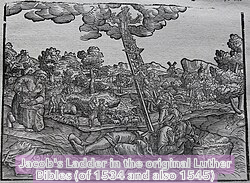 Jacob's Ladder in the original Luther
Bibles (of 1534 and also 1545)